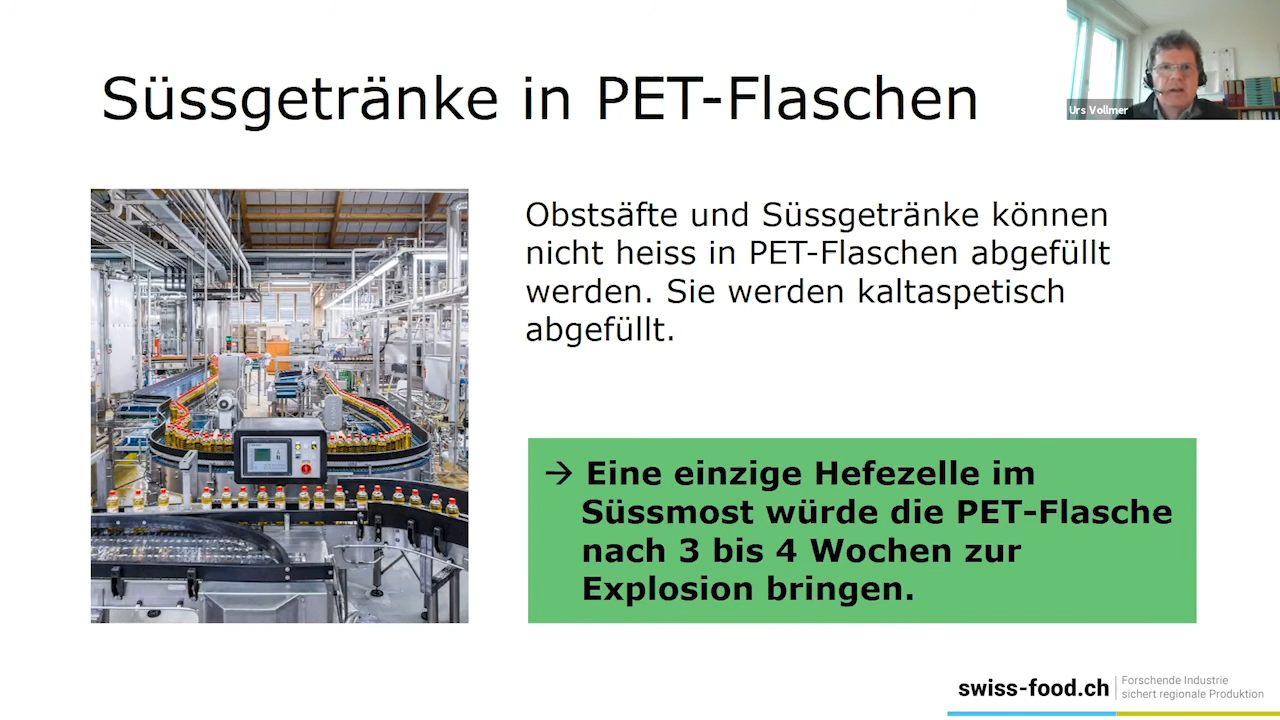 Süssgetränke in PET-Flaschen
Urs Vollmer
Obstsäfte und Süssgetränke können
nicht heiss in PET-Flaschen abgefüllt
werden. Sie werden kaltaspetisch
abgefüllt.
→ Eine einzige Hefezelle im
Süssmost würde die PET-Flasche
nach 3 bis 4 Wochen zur
Explosion bringen.
swiss-food.ch
Forschende Industrie
sichert regionale Produktion